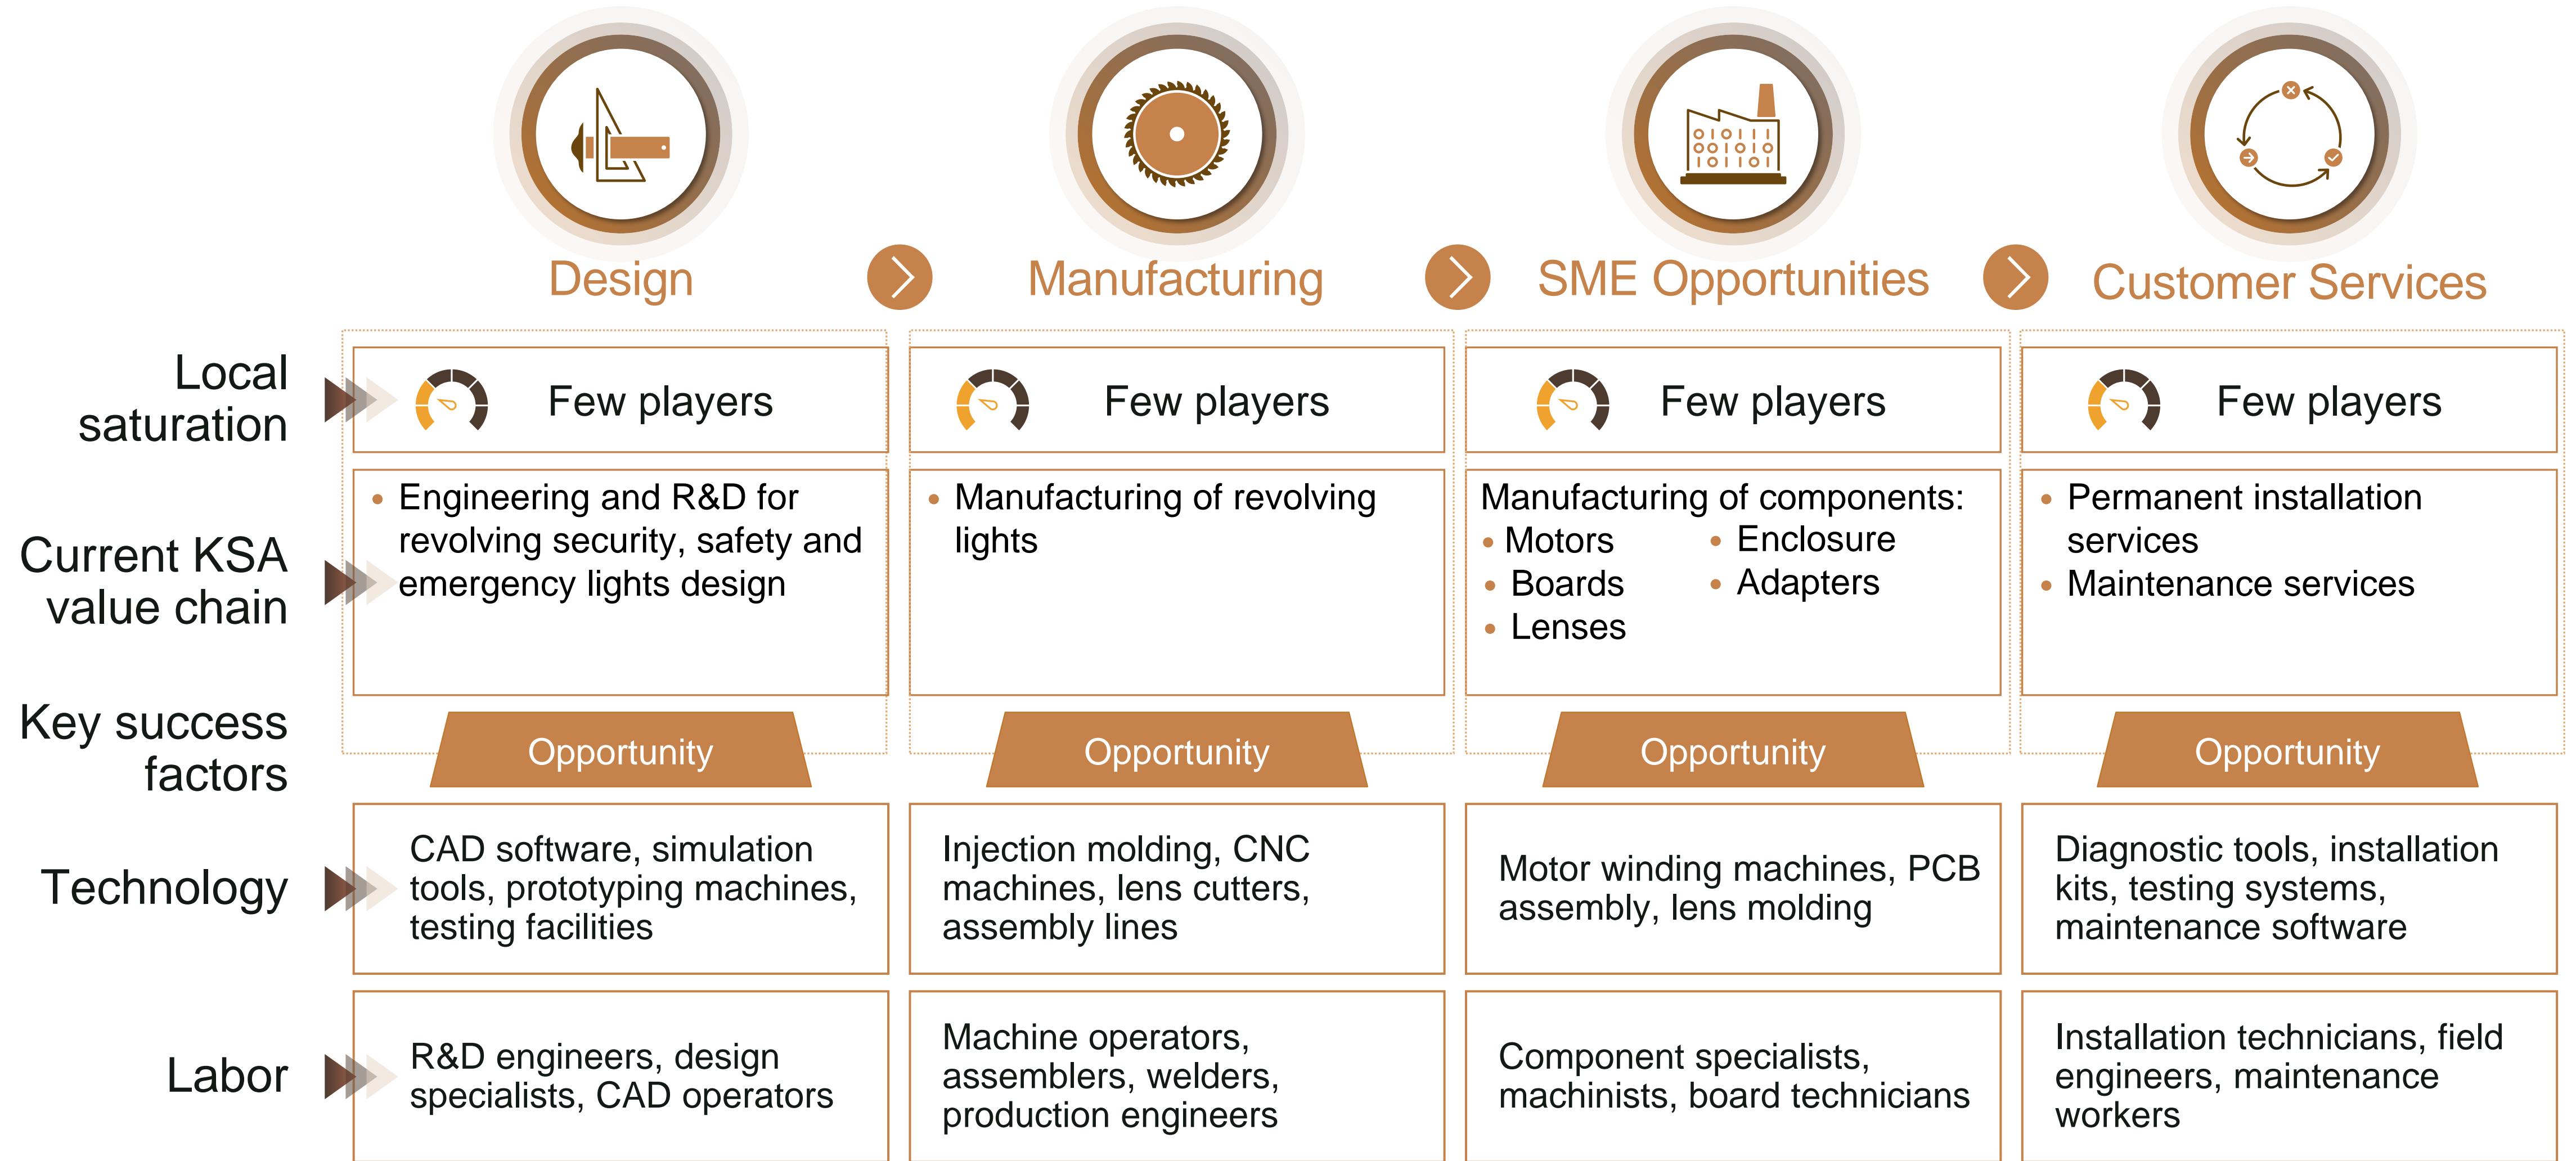 Design
Manufacturing
SME Opportunities
Customer Services
Local
saturation
Few players
Few players
Few players
Few players
Current KSA
value chain
• Engineering and R&D for
revolving security, safety and
emergency lights design
• Manufacturing of revolving
lights
Manufacturing of components:
• Motors
• Boards
• Lenses
• Enclosure
• Adapters
• Permanent installation
services
• Maintenance services
Key success
factors
Opportunity
Opportunity
Opportunity
Opportunity
Technology
CAD software, simulation
tools, prototyping machines,
testing facilities
Injection molding, CNC
machines, lens cutters,
assembly lines
Motor winding machines, PCB
assembly, lens molding
Diagnostic tools, installation
kits, testing systems,
maintenance software
Labor
R&D engineers, design
specialists, CAD operators
Machine operators,
assemblers, welders,
production engineers
Component specialists,
machinists, board technicians
Installation technicians, field
engineers, maintenance
workers